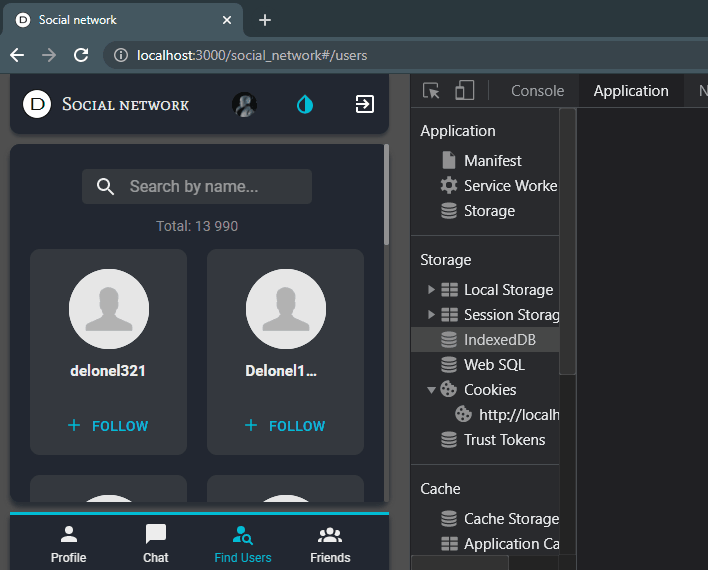 D Social network
localhost:3000/social_network#/users
D Social network
Search by name...
Total: 13 990
delonel321
Delonel1...
+ FOLLOW
+ FOLLOW
Profile
Chat
Find Users
Friends
Console
Application
N
Application
Manifest
Service Worke
Storage
Storage
Local Storage
Session Storag
IndexedDB
Web SQL
Cookies
http://localh
Trust Tokens
Cache
Cache Storage
Application Ca